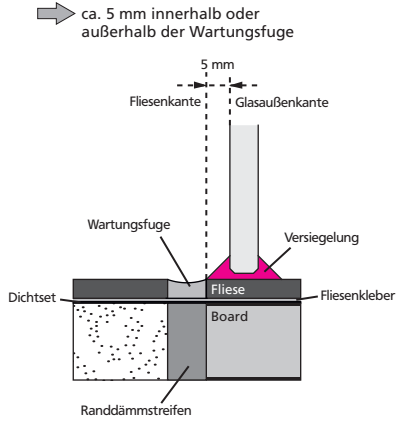 ca. 5 mm innerhalb oder
außerhalb der Wartungsfuge
5 mm
Fliesenkante
Glasaußenkante
Wartungsfuge
Versiegelung
Fliese
Dichtset
Fliesenkleber
Board
Randdämmstreifen